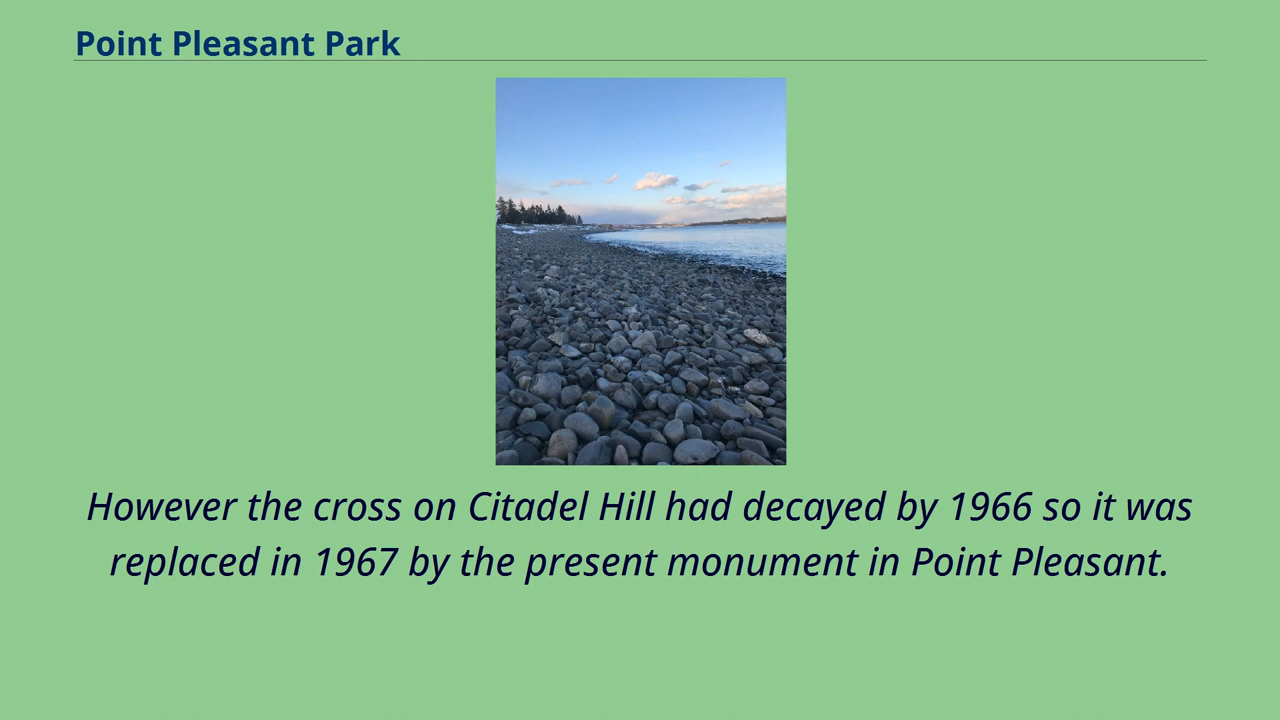 Point Pleasant Park
However the cross on Citadel Hill had decayed by 1966 so it was
replaced in 1967 by the present monument in Point Pleasant.